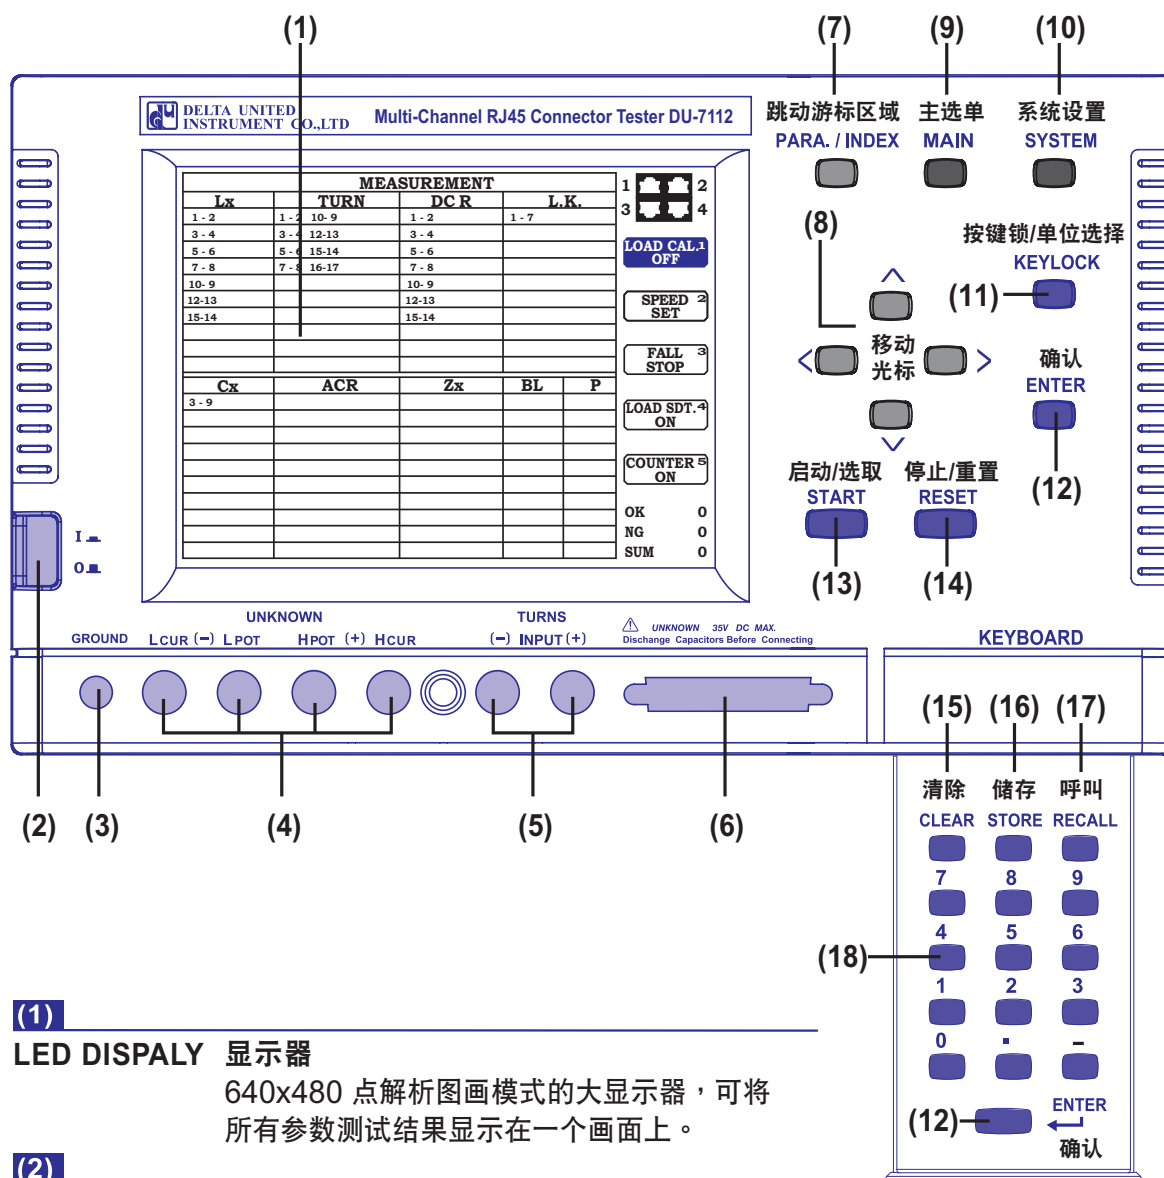 (1)
(7)
(9)
(10)
DELTA UNITED
INSTRUMENT CO.,LTD
Multi-Channel RJ45 Connector Tester DU-7112
跳动游标区域
主选单
系统设置
PARA. / INDEX
MAIN
SYSTEM
MEASUREMENT
Lx TURN DC R L.K.
1 - 2 1 - 2 10- 9 1 - 2 1 - 7
3 - 4 3 - 4 12-13 3 - 4
5 - 6 5 - 6 15-14 5 - 6
7 - 8 7 - 8 16-17 7 - 8
10- 9 10- 9
12-13 12-13
15-14 15-14
Cx ACR Zx BL P
3 - 9
1 2
3 4
LOAD CAL.1
OFF
SPEED 2
SET
FALL 3
STOP
LOAD SDT.4
ON
COUNTER 5
ON
OK 0
NG 0
SUM 0
(8)
按键锁/单位选择
KEYLOCK
(11)
移动
光标
确认
ENTER
(12)
启动/选取
START
(13)
停止/重置
RESET
(14)
I
O
UNKNOWN
TURNS
GROUND
LCUR (−) LPOT HPOT (+) HCUR
(−) INPUT (+)
UNKNOWN 35V DC MAX.
Discharge Capacitors Before Connecting
KEYBOARD
(2)
(3)
(4)
(5)
(6)
(15) (16) (17)
清除 储存 呼叫
CLEAR STORE RECALL
7 8 9
4 5 6
(18)
1 2 3
0 . −
(12)
ENTER
确认
(1)
LED DISPALY 显示器
640x480 点解析图画模式的大显示器，可将
所有参数测试结果显示在一个画面上。
(2)